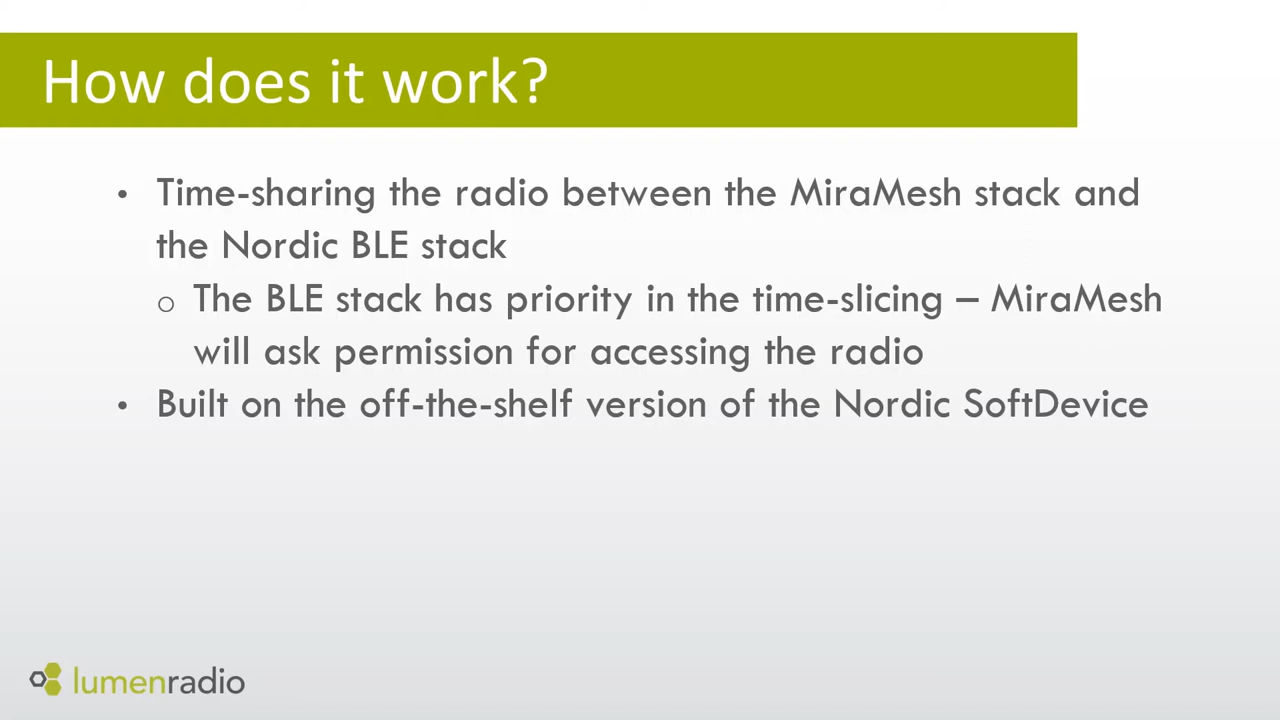 How does it work?
• Time-sharing the radio between the MiraMesh stack and
the Nordic BLE stack
o The BLE stack has priority in the time-slicing – MiraMesh
will ask permission for accessing the radio
• Built on the off-the-shelf version of the Nordic SoftDevice
lumenradio